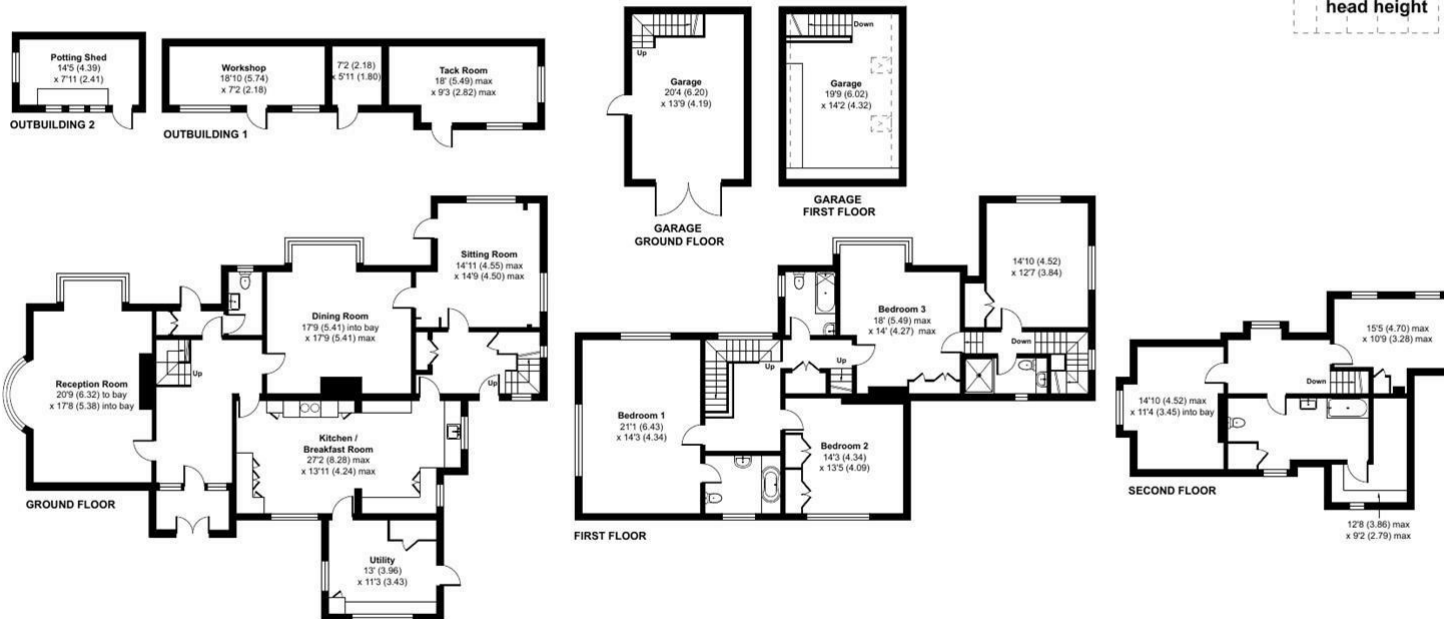 head height
Potting Shed
14'5 (4.39)
x 7'11 (2.41)
OUTBUILDING 2
Workshop
18'10 (5.74)
x 7'2 (2.18)
7'2 (2.18)
x 5'11 (1.80)
Tack Room
18' (5.49) max
x 9'3 (2.82) max
OUTBUILDING 1
Up
Garage
20'4 (6.20)
x 13'9 (4.19)
GARAGE
GROUND FLOOR
Down
Garage
19'9 (6.02)
x 14'2 (4.32)
GARAGE
FIRST FLOOR
Sitting Room
14'11 (4.55) max
x 14'9 (4.50) max
Dining Room
17'9 (5.41) into bay
x 17'9 (5.41) max
Up
Up
Reception Room
20'9 (6.32) to bay
x 17'8 (5.38) into bay
Kitchen /
Breakfast Room
27'2 (8.28) max
x 13'11 (4.24) max
Utility
13' (3.96)
x 11'3 (3.43)
GROUND FLOOR
14'10 (4.52)
x 12'7 (3.84)
Bedroom 3
18' (5.49) max
x 14' (4.27) max
Down
Up
Up
Bedroom 1
21'1 (6.43)
x 14'3 (4.34)
Bedroom 2
14'3 (4.34)
x 13'5 (4.09)
FIRST FLOOR
15'5 (4.70)
x 10'9 (3.28) max
Down
14'10 (4.52) max
x 11'4 (3.45) into bay
SECOND FLOOR
12'8 (3.86) max
x 9'2 (2.79) max